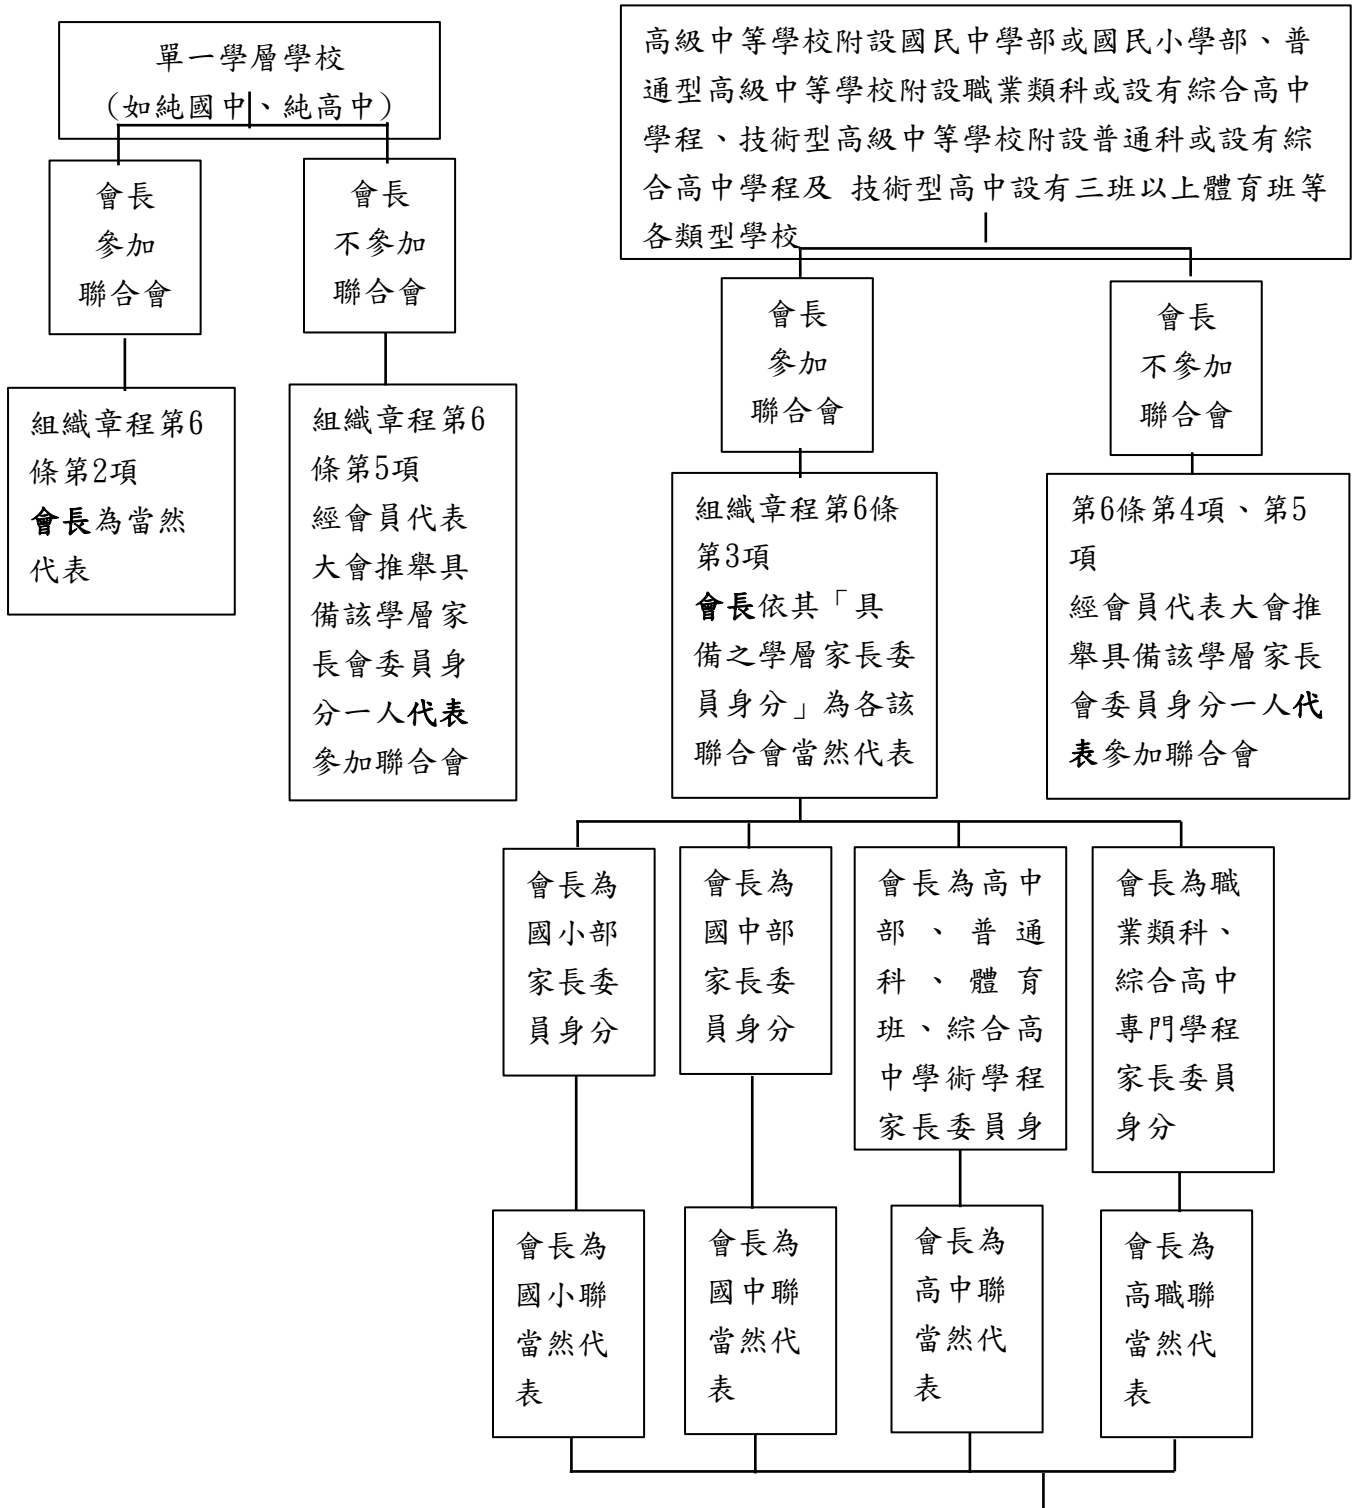 單一學層學校
(如純國中、純高中)
會長
參加
聯合會
會長
不參加
聯合會
組織章程第6
條第2項
會長為當然
代表
組織章程第6
條第5項
經會員代表
大會推舉具
備該學層家
長會委員身
分一人代表
參加聯合會
高級中等學校附設國民中學部或國民小學部、普
通型高級中等學校附設職業類科或設有綜合高中
學程、技術型高級中等學校附設普通科或設有綜
合高中學程及 技術型高中設有三班以上體育班等
各類型學校
會長
參加
聯合會
會長
不參加
聯合會
組織章程第6條
第3項
會長依其「具
備之學層家長委
員身分」為各該
聯合會當然代表
第6條第4項、第5
項
經會員代表大會推
舉具備該學層家長
會委員身分一人代
表參加聯合會
會長為
國小部
家長委
員身分
會長為
國中部
家長委
員身分
會長為高中
部、普通
科、體育
班、綜合高
中學術學程
家長委員身
會長為職
業類科、
綜合高中
專門學程
家長委員
身分
會長為
國小聯
當然代
表
會長為
國中聯
當然代
表
會長為
高中聯
當然代
表
會長為
高職聯
當然代
表